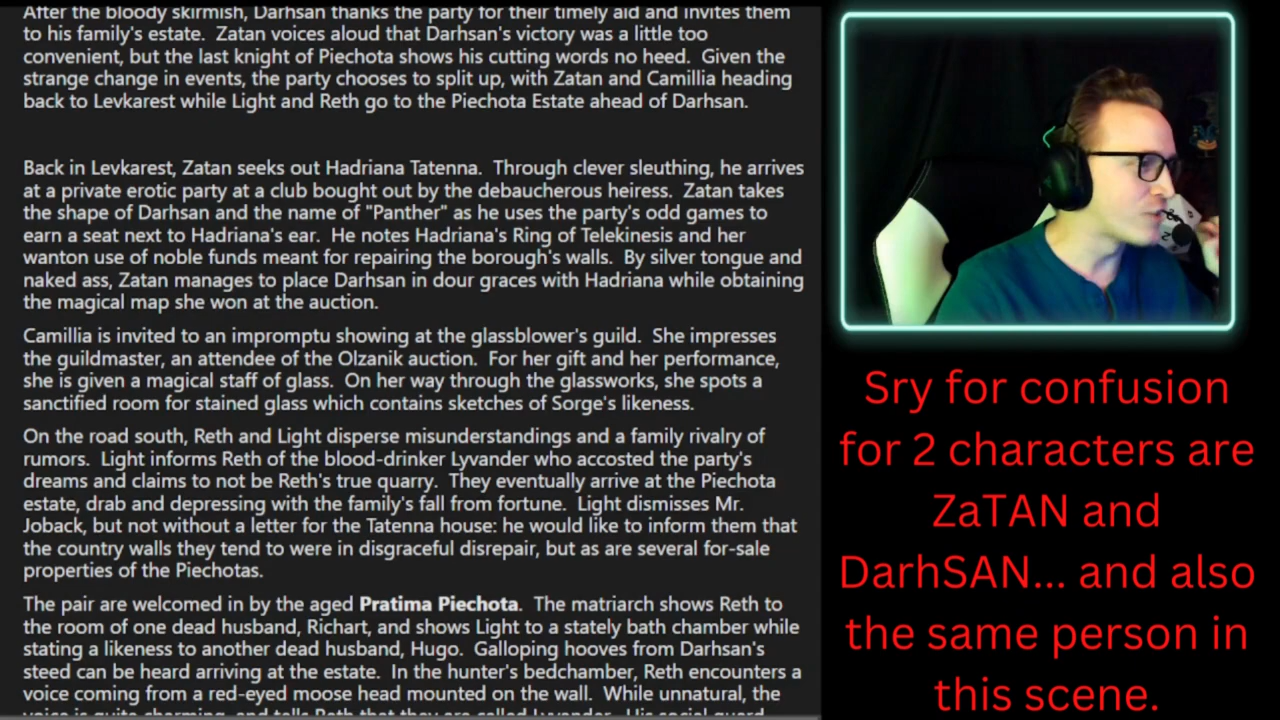 After the bloody skirmish, Darhsan thanks the party for their timely aid and invites them
to his family's estate.  Zatan voices aloud that Darhsan's victory was a little too
convenient, but the last knight of Piechota shows his cutting words no heed.  Given the
strange change in events, the party chooses to split up, with Zatan and Camillia heading
back to Levkarest while Light and Reth go to the Piechota Estate ahead of Darhsan.
Back in Levkarest, Zatan seeks out Hadriana Tatenna.  Through clever sleuthing, he arrives
at a private erotic party at a club bought out by the debaucherous heiress.  Zatan takes
the shape of Darhsan and the name of "Panther" as he uses the party's odd games to
earn a seat next to Hadriana's ear.  He notes Hadriana's Ring of Telekinesis and her
wanton use of noble funds meant for repairing the borough's walls.  By silver tongue and
naked ass, Zatan manages to place Darhsan in dour graces with Hadriana while obtaining
the magical map she won at the auction.
Camillia is invited to an impromptu showing at the glassblower's guild.  She impresses
the guildmaster, an attendee of the Olzanik auction.  For her gift and her performance,
she is given a magical staff of glass.  On her way through the glassworks, she spots a
sanctified room for stained glass which contains sketches of Sorge's likeness.
On the road south, Reth and Light disperse misunderstandings and a family rivalry of
rumors.  Light informs Reth of the blood-drinker Lyvander who accosted the party's
dreams and claims to not be Reth's true quarry.  They eventually arrive at the Piechota
estate, drab and depressing with the family's fall from fortune.  Light dismisses Mr.
Joback, but not without a letter for the Tatenna house: he would like to inform them that
the country walls they tend to were in disgraceful disrepair, but as are several for-sale
properties of the Piechotas.
The pair are welcomed in by the aged Pratima Piechota.  The matriarch shows Reth to
the room of one dead husband, Richart, and shows Light to a stately bath chamber while
stating a likeness to another dead husband, Hugo.  Galloping hooves from Darhsan's
steed can be heard arriving at the estate.  In the hunter's bedchamber, Reth encounters a
voice coming from a red-eyed moose head mounted on the wall.  While unnatural, the
voice is quite charming, and tells Reth that they are called Lyvander.  His social guard
Sry for confusion
for 2 characters are
ZaTAN and
DarhSAN... and also
the same person in
this scene.